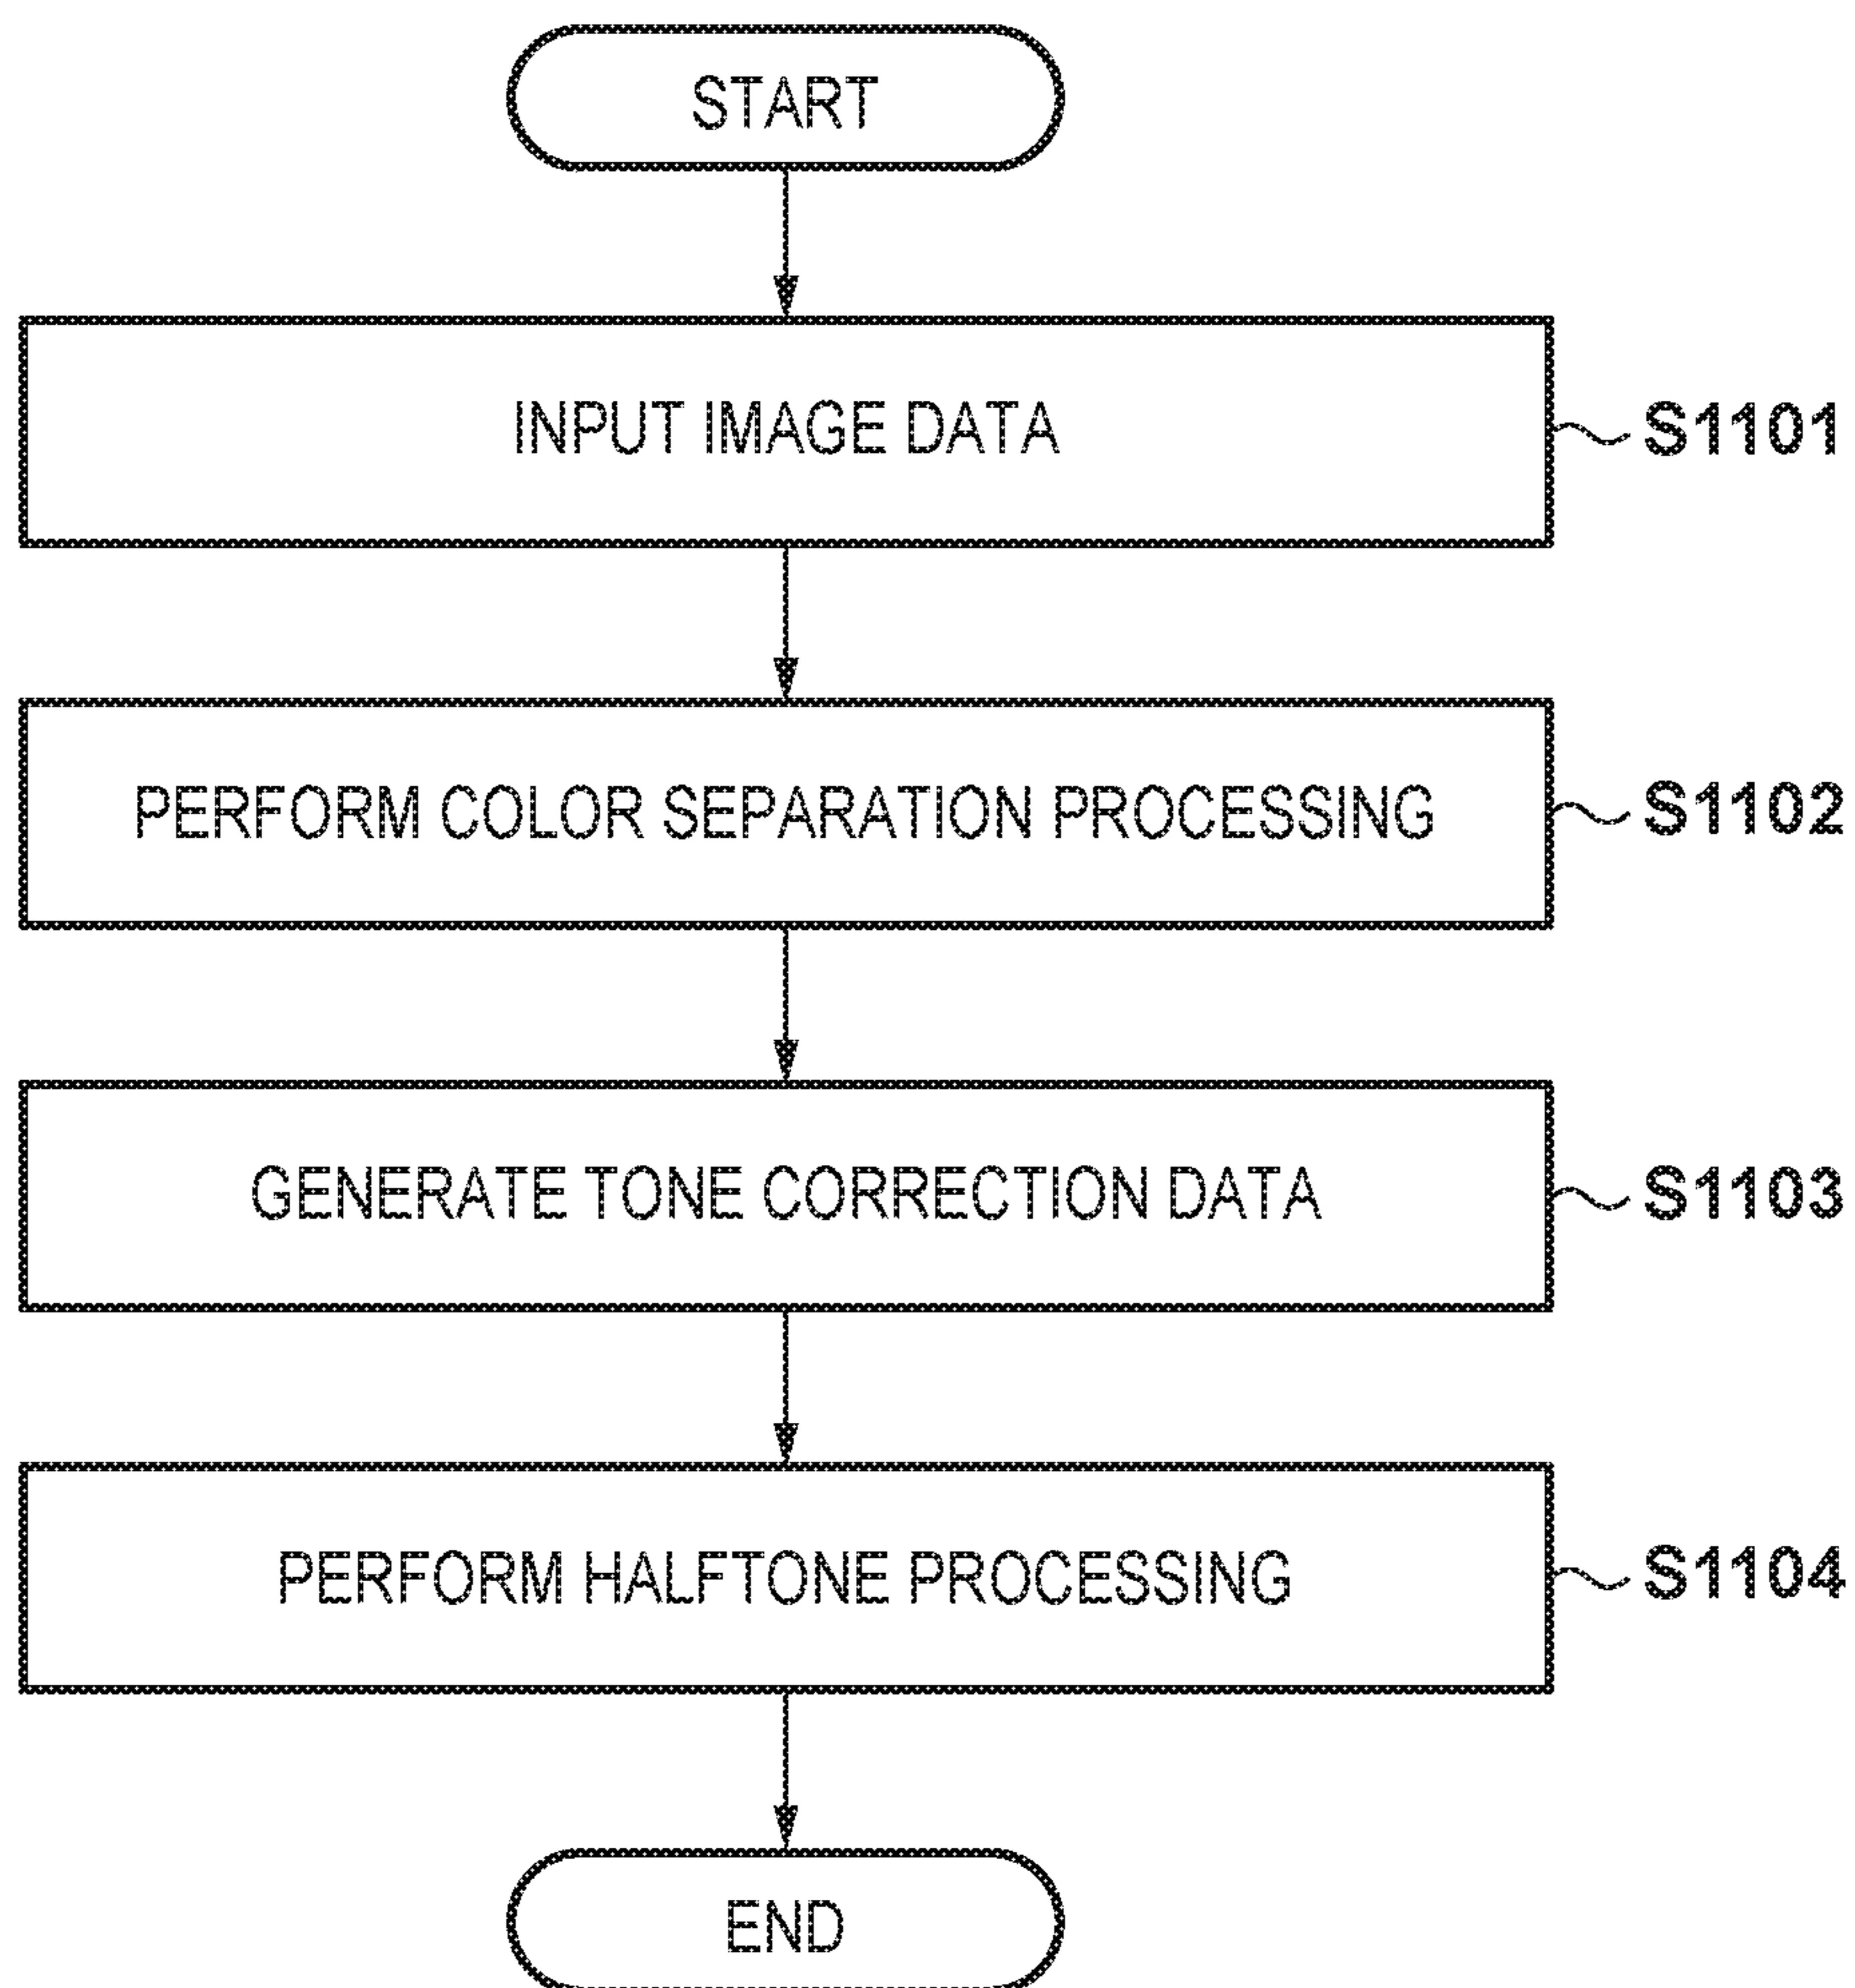 START
INPUT IMAGE DATA
S1101
PERFORM COLOR SEPARATION PROCESSING
S1102
GENERATE TONE CORRECTION DATA
S1103
PERFORM HALFTONE PROCESSING
S1104
END